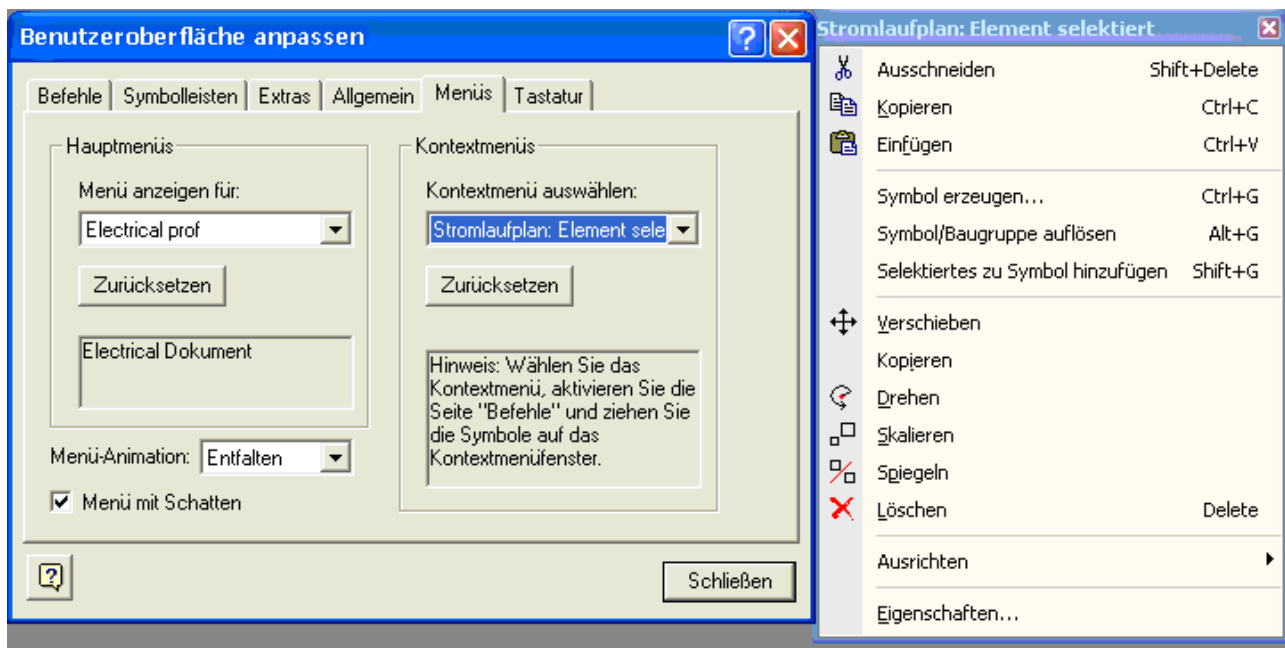 Benutzeroberfläche anpassen
Befehle Symbolleisten Extras Allgemein Menüs Tastatur
Hauptmenüs
Menü anzeigen für:
Electrical prof
Zurücksetzen
Electrical Dokument
Menü-Animation: Entfalten
Menü mit Schatten
Kontextmenüs
Kontextmenü auswählen:
Stromlaufplan: Element sele
Zurücksetzen
Hinweis: Wählen Sie das
Kontextmenü, aktivieren Sie die
Seite "Befehle" und ziehen Sie
die Symbole auf das
Kontextmenüfenster.
Schließen
Stromlaufplan: Element selektiert
Ausschneiden Shift+Delete
Kopieren Ctrl+C
Einfügen Ctrl+V
Symbol erzeugen... Ctrl+G
Symbol/Baugruppe auflösen Alt+G
Selektiertes zu Symbol hinzufügen Shift+G
Verschieben
Kopieren
Drehen
Skalieren
Spiegeln
Löschen Delete
Ausrichten
Eigenschaften...